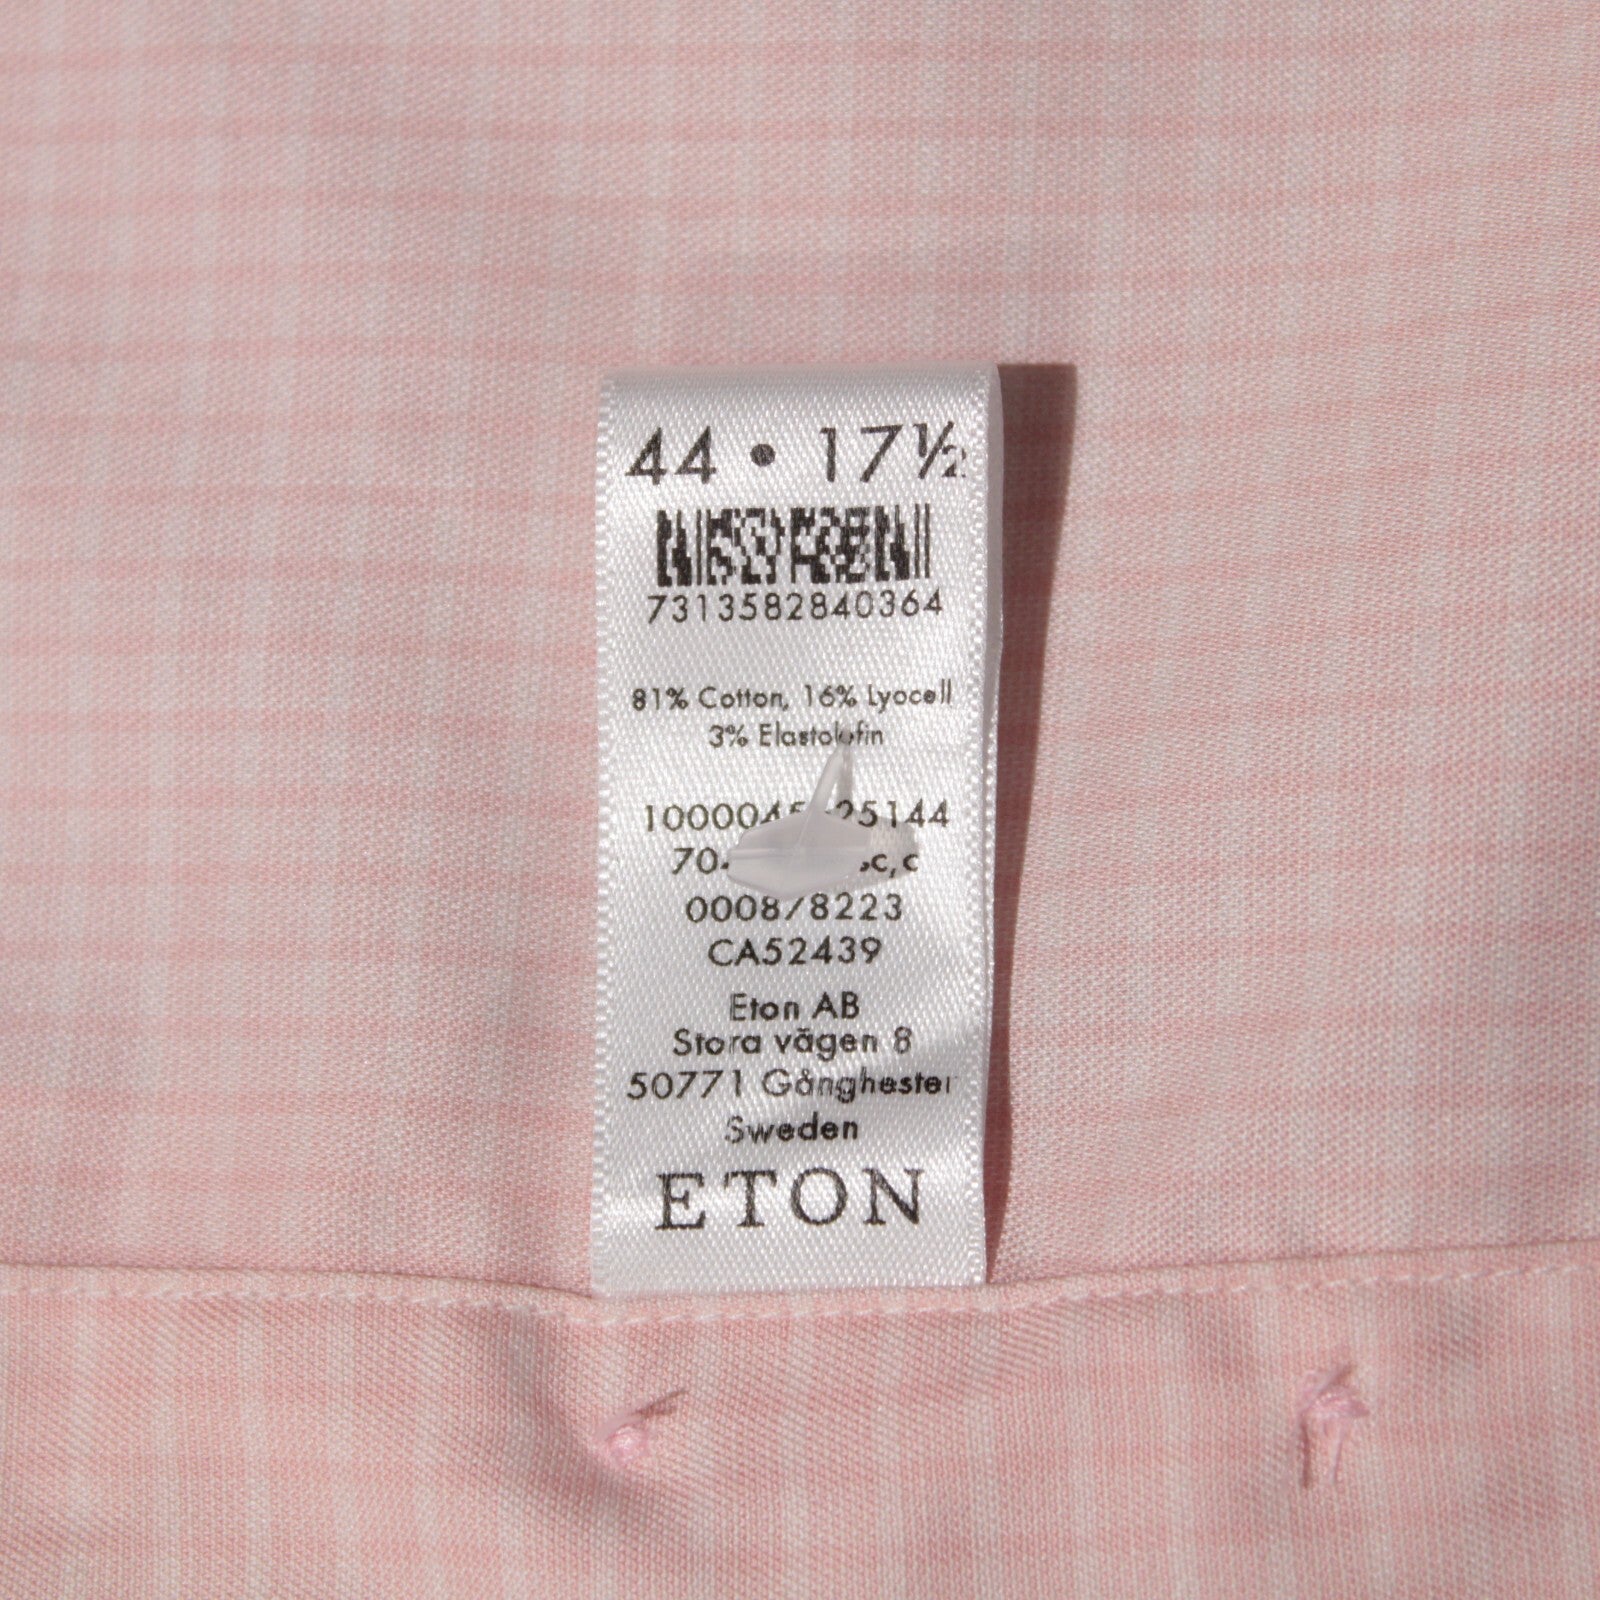 44 • 17½
7313582840364
81% Cotton, 16% Lyocell
3% Elastolefin
25144
c
0008/8223
CA52439
Eton AB
Stora vägen 8
50771 Gånghester
Sweden
ETON